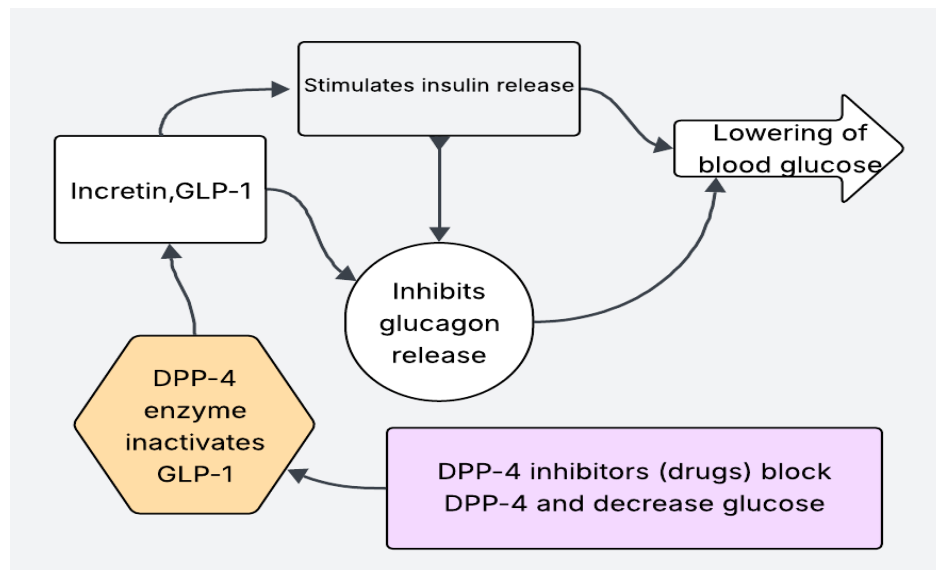 Stimulates insulin release
Lowering of
blood glucose
Incretin,GLP-1
Inhibits
glucagon
release
DPP-4
enzyme
inactivates
GLP-1
DPP-4 inhibitors (drugs) block
DPP-4 and decrease glucose